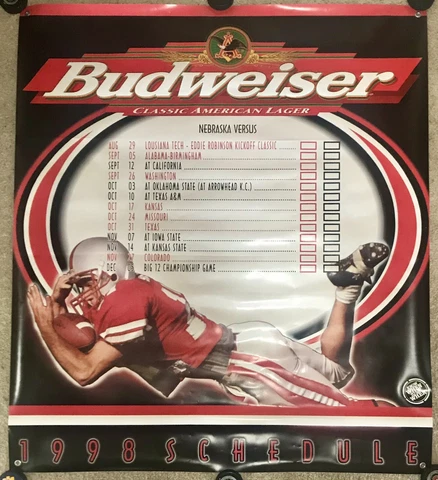 Budweiser
CLASSIC AMERICAN LAGER
NEBRASKA VERSUS
AUG 29 LOUISIANA TECH - EDDIE ROBINSON KICKOFF CLASSIC
SEPT 05 ALABAMA-BIRMINGHAM
SEPT 12 AT CALIFORNIA
SEPT 26 WASHINGTON
OCT 03 AT OKLAHOMA STATE (AT ARROWHEAD K.C.)
OCT 10 AT TEXAS A&M
OCT 17 KANSAS
OCT 24 MISSOURI
OCT 31 TEXAS
NOV 07 AT IOWA STATE
NOV 14 AT KANSAS STATE
NOV COLORADO
DEC BIG 12 CHAMPIONSHIP GAME
1998 SCHEDULE